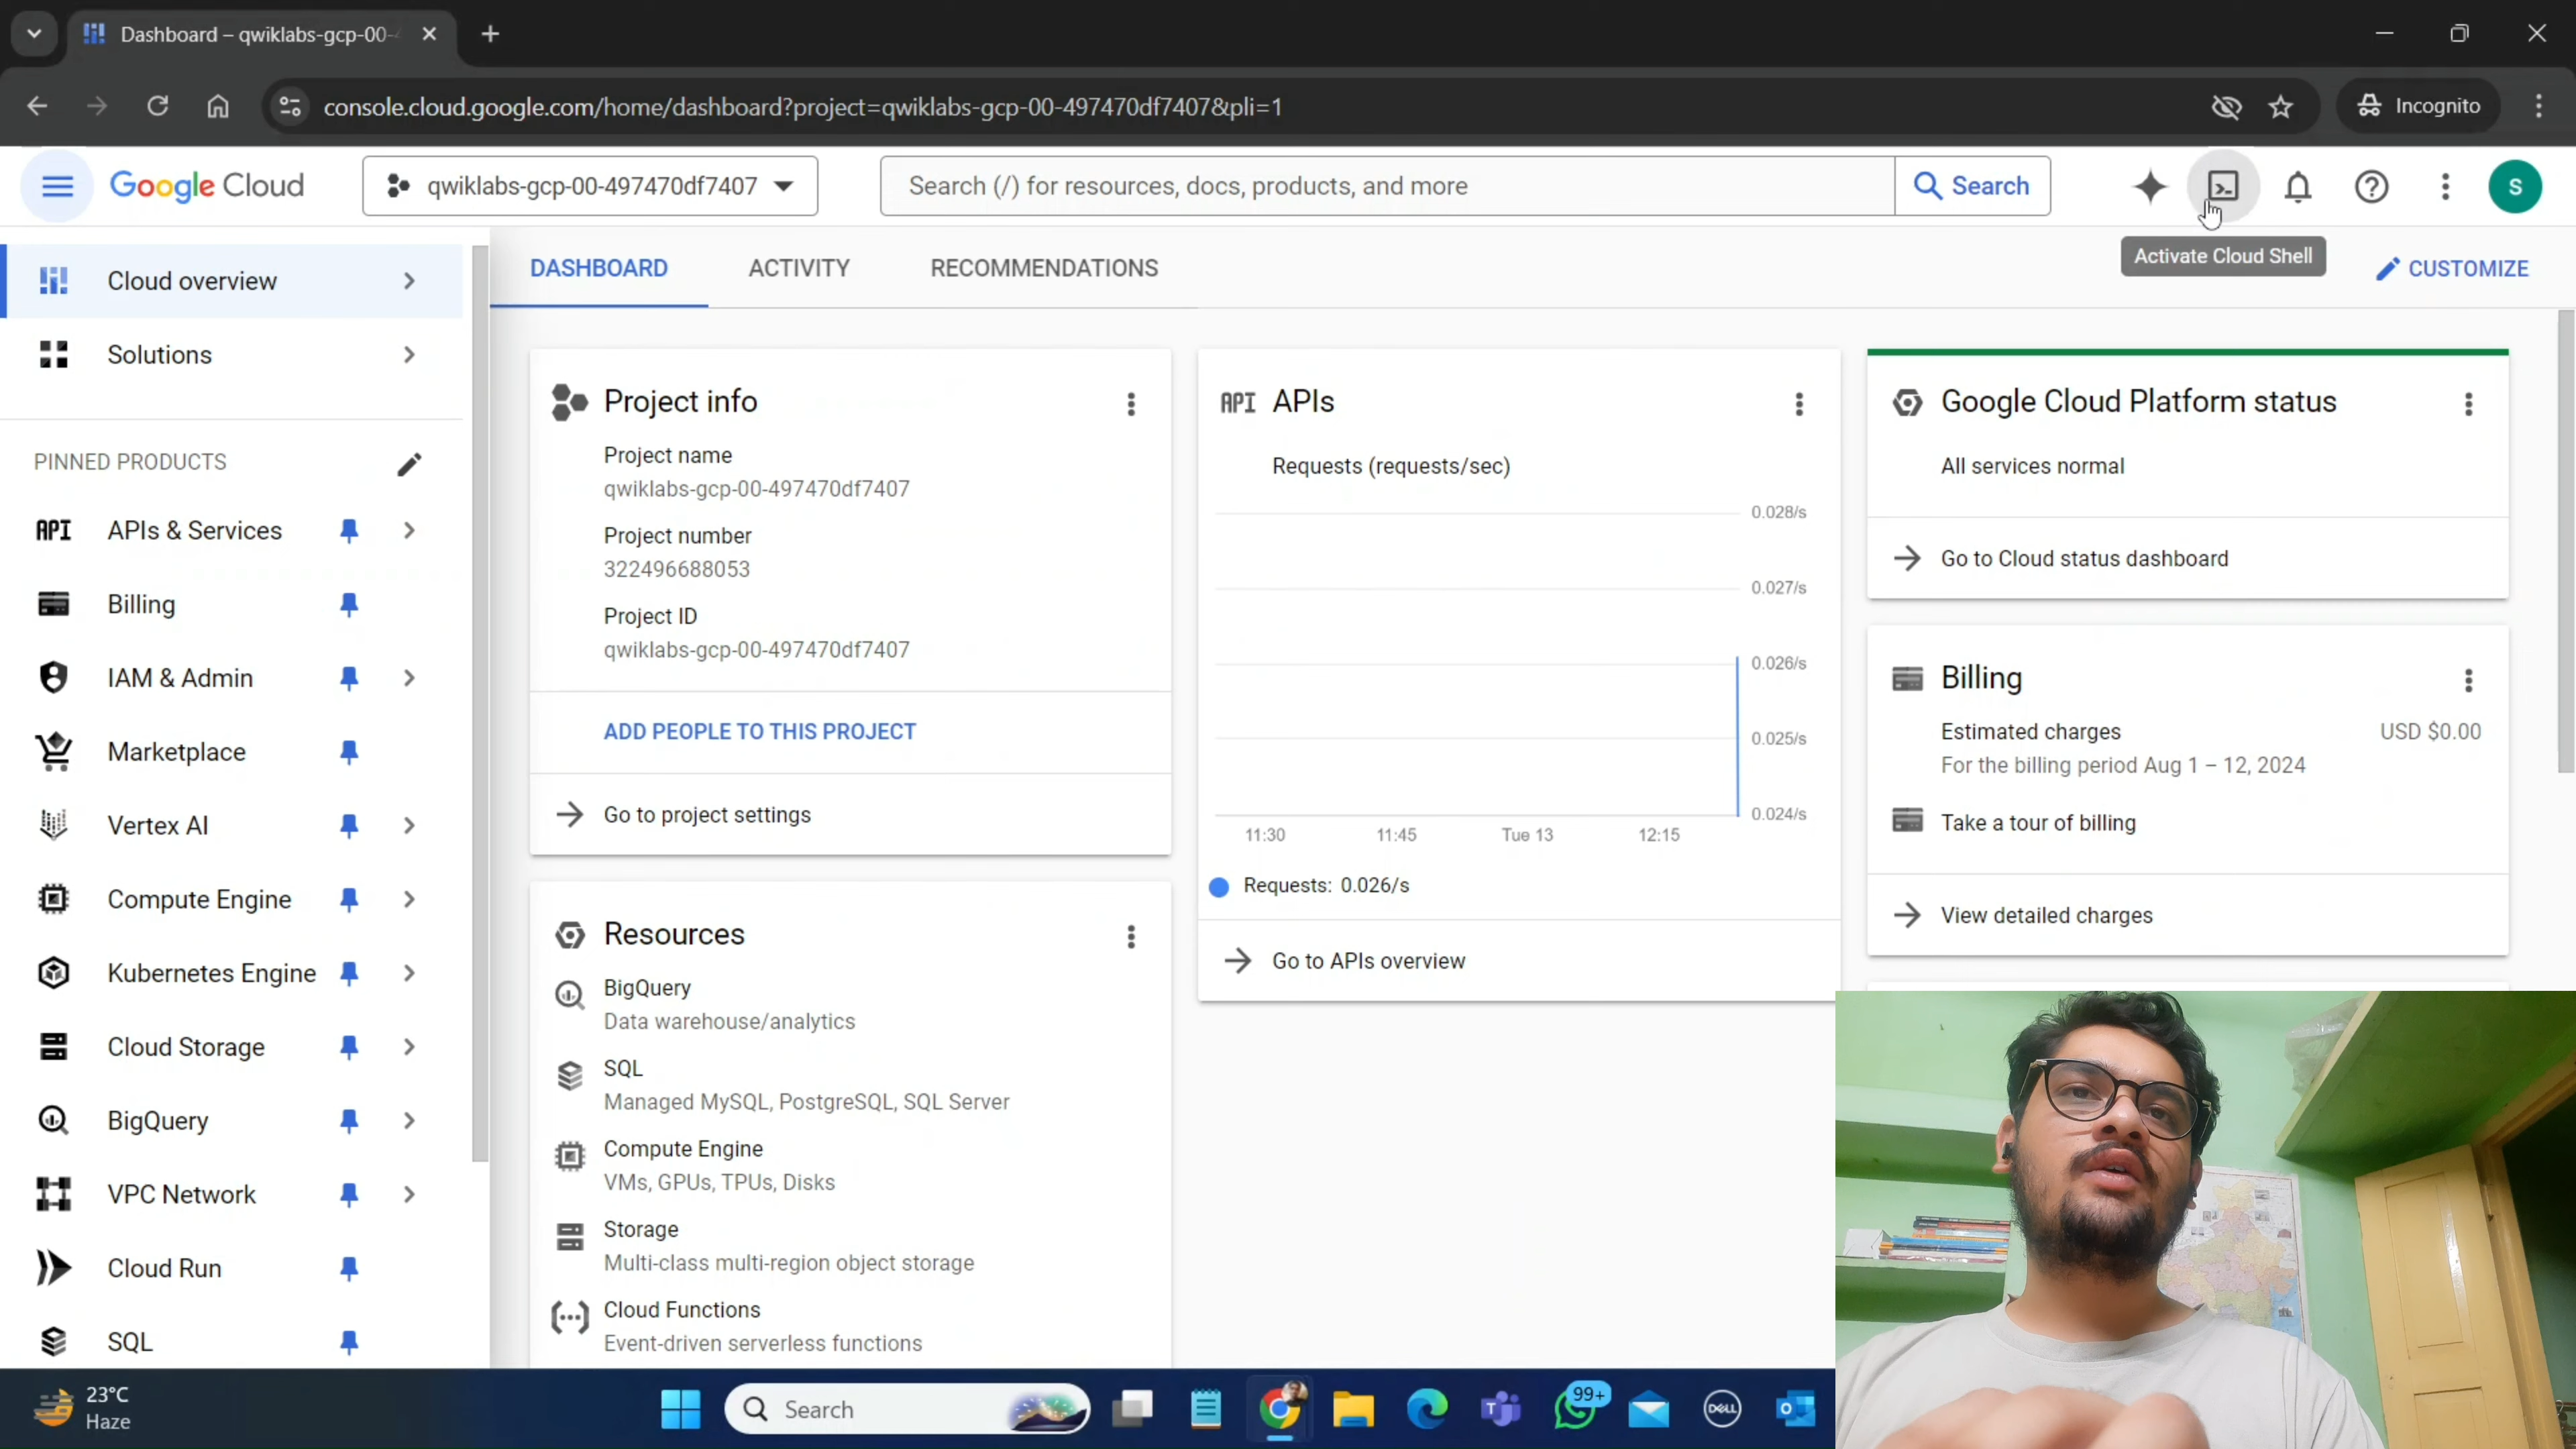 Dashboard – qwiklabs-gcp-00-
console.cloud.google.com/home/dashboard?project=qwiklabs-gcp-00-497470df7407&pli=1
Incognito
Google Cloud
qwiklabs-gcp-00-497470df7407
Search (/) for resources, docs, products, and more
Search
S
Activate Cloud Shell
Cloud overview
Solutions
PINNED PRODUCTS
API APIs & Services
Billing
IAM & Admin
Marketplace
Vertex AI
Compute Engine
Kubernetes Engine
Cloud Storage
BigQuery
VPC Network
Cloud Run
SQL
DASHBOARD
ACTIVITY
RECOMMENDATIONS
CUSTOMIZE
Project info
Project name
qwiklabs-gcp-00-497470df7407
Project number
322496688053
Project ID
qwiklabs-gcp-00-497470df7407
ADD PEOPLE TO THIS PROJECT
Go to project settings
Resources
BigQuery
Data warehouse/analytics
SQL
Managed MySQL, PostgreSQL, SQL Server
Compute Engine
VMs, GPUs, TPUs, Disks
Storage
Multi-class multi-region object storage
Cloud Functions
Event-driven serverless functions
API APIs
Requests (requests/sec)
0.028/s
0.027/s
0.026/s
0.025/s
0.024/s
11:30 11:45 Tue 13 12:15
Requests: 0.026/s
Go to APIs overview
Google Cloud Platform status
All services normal
Go to Cloud status dashboard
Billing
Estimated charges USD $0.00
For the billing period Aug 1 – 12, 2024
Take a tour of billing
View detailed charges
23°C
Haze
Search
99+
DELL